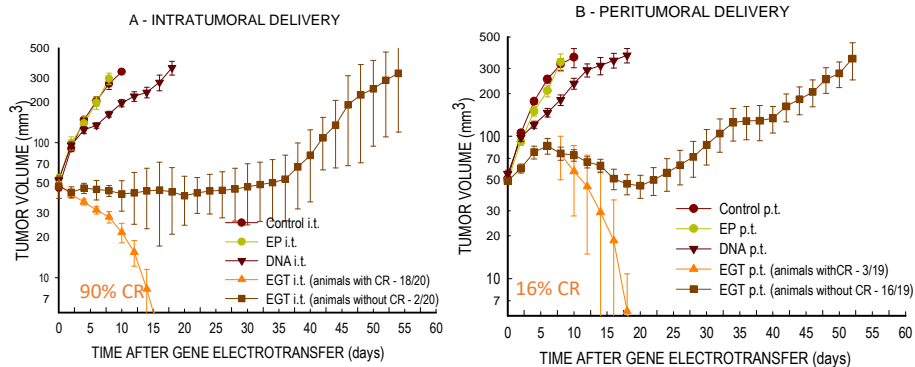 A - INTRATUMORAL DELIVERY
TUMOR VOLUME (mm3)
500
300
200
100
50
40
30
20
10
7
90% CR
Control i.t.
EP i.t.
DNA i.t.
EGT i.t. (animals with CR - 18/20)
EGT i.t. (animals without CR - 2/20)
0 5 10 15 20 25 30 35 40 45 50 55 60
TIME AFTER GENE ELECTROTRANSFER (days)
B - PERITUMORAL DELIVERY
TUMOR VOLUME (mm3)
500
300
200
100
50
40
30
20
10
7
16% CR
Control p.t.
EP p.t.
DNA p.t.
EGT p.t. (animals withCR - 3/19)
EGT p.t. (animals without CR - 16/19)
0 5 10 15 20 25 30 35 40 45 50 55 60
TIME AFTER GENE ELECTROTRANSFER (days)